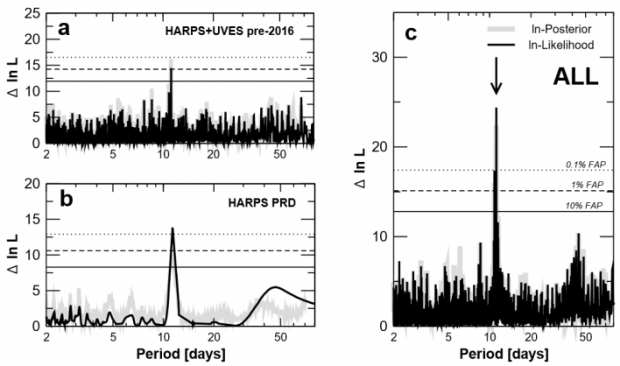 a
HARPS+UVES pre-2016
25
20
15
10
5
0
Δ ln L
2
5
10
20
50
b
HARPS PRD
20
15
10
5
0
Δ ln L
2
5
10
20
50
Period [days]
c
ln-Posterior
ln-Likelihood
ALL
30
20
10
0
Δ ln L
0.1% FAP
1% FAP
10% FAP
2
5
10
20
50
Period [days]